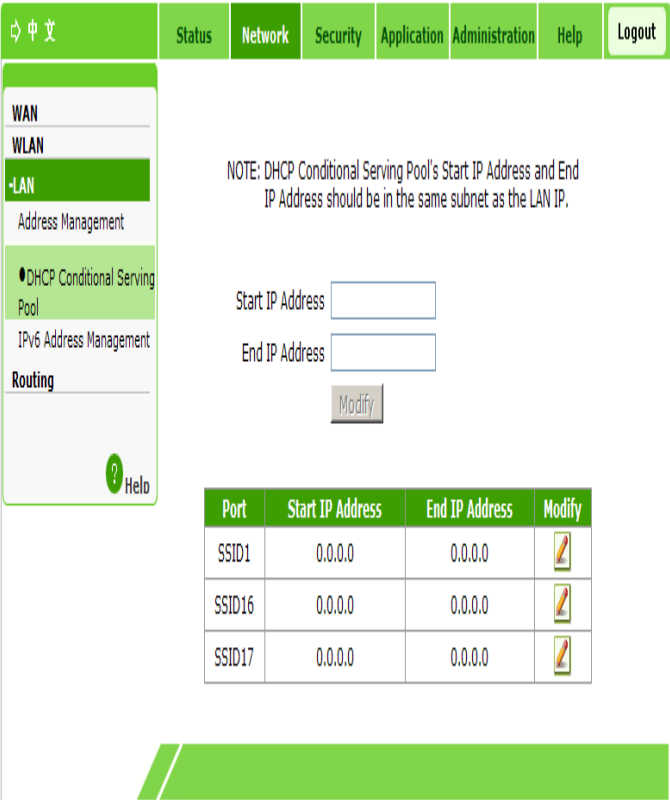 中文
Status Network Security Application Administration Help Logout
WAN
WLAN
-LAN
Address Management
DHCP Conditional Serving
Pool
IPv6 Address Management
Routing
? Help
NOTE: DHCP Conditional Serving Pool's Start IP Address and End
IP Address should be in the same subnet as the LAN IP.
Start IP Address
End IP Address
Modify
Port Start IP Address End IP Address Modify
SSID1 0.0.0.0 0.0.0.0
SSID16 0.0.0.0 0.0.0.0
SSID17 0.0.0.0 0.0.0.0